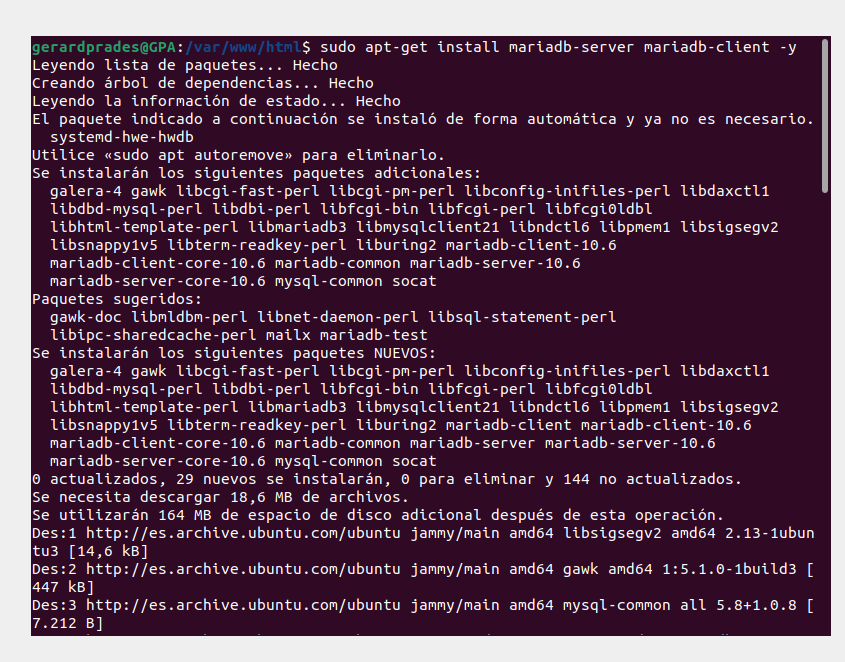 gerardprades@GPA:/var/www/html$ sudo apt-get install mariadb-server mariadb-client -y
Leyendo lista de paquetes... Hecho
Creando árbol de dependencias... Hecho
Leyendo la información de estado... Hecho
El paquete indicado a continuación se instaló de forma automática y ya no es necesario.
  systemd-hwe-hwdb
Utilice «sudo apt autoremove» para eliminarlo.
Se instalarán los siguientes paquetes adicionales:
  galera-4 gawk libcgi-fast-perl libcgi-pm-perl libconfig-inifiles-perl libdaxctl1
  libdbd-mysql-perl libdbi-perl libfcgi-bin libfcgi-perl libfcgi0ldbl
  libhtml-template-perl libmariadb3 libmysqlclient21 libndctl6 libpmem1 libsigsegv2
  libsnappy1v5 libterm-readkey-perl liburing2 mariadb-client-10.6
  mariadb-client-core-10.6 mariadb-common mariadb-server-10.6
  mariadb-server-core-10.6 mysql-common socat
Paquetes sugeridos:
  gawk-doc libmldbm-perl libnet-daemon-perl libsql-statement-perl
  libipc-sharedcache-perl mailx mariadb-test
Se instalarán los siguientes paquetes NUEVOS:
  galera-4 gawk libcgi-fast-perl libcgi-pm-perl libconfig-inifiles-perl libdaxctl1
  libdbd-mysql-perl libdbi-perl libfcgi-bin libfcgi-perl libfcgi0ldbl
  libhtml-template-perl libmariadb3 libmysqlclient21 libndctl6 libpmem1 libsigsegv2
  libsnappy1v5 libterm-readkey-perl liburing2 mariadb-client mariadb-client-10.6
  mariadb-client-core-10.6 mariadb-common mariadb-server mariadb-server-10.6
  mariadb-server-core-10.6 mysql-common socat
0 actualizados, 29 nuevos se instalarán, 0 para eliminar y 144 no actualizados.
Se necesita descargar 18,6 MB de archivos.
Se utilizarán 164 MB de espacio de disco adicional después de esta operación.
Des:1 http://es.archive.ubuntu.com/ubuntu jammy/main amd64 libsigsegv2 amd64 2.13-1ubun
tu3 [14,6 kB]
Des:2 http://es.archive.ubuntu.com/ubuntu jammy/main amd64 gawk amd64 1:5.1.0-1build3 [
447 kB]
Des:3 http://es.archive.ubuntu.com/ubuntu jammy/main amd64 mysql-common all 5.8+1.0.8 [
7.212 B]